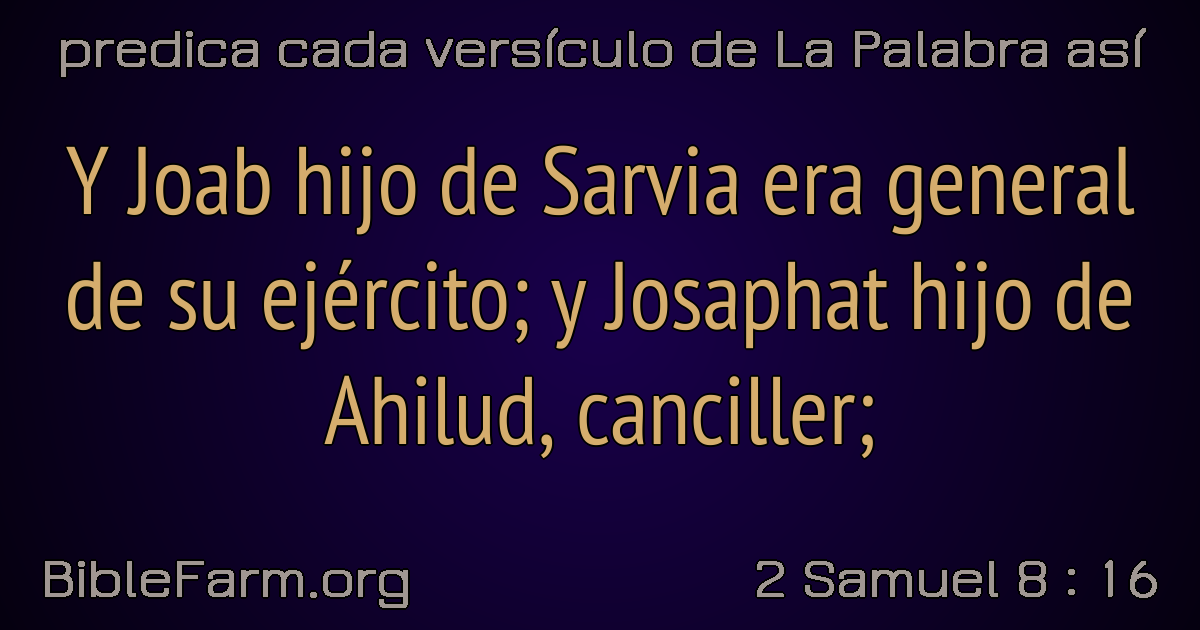 predica cada versículo de La Palabra así
Y Joab hijo de Sarvia era general
de su ejército; y Josaphat hijo de
Ahilud, canciller;
BibleFarm.org
2 Samuel 8 : 16